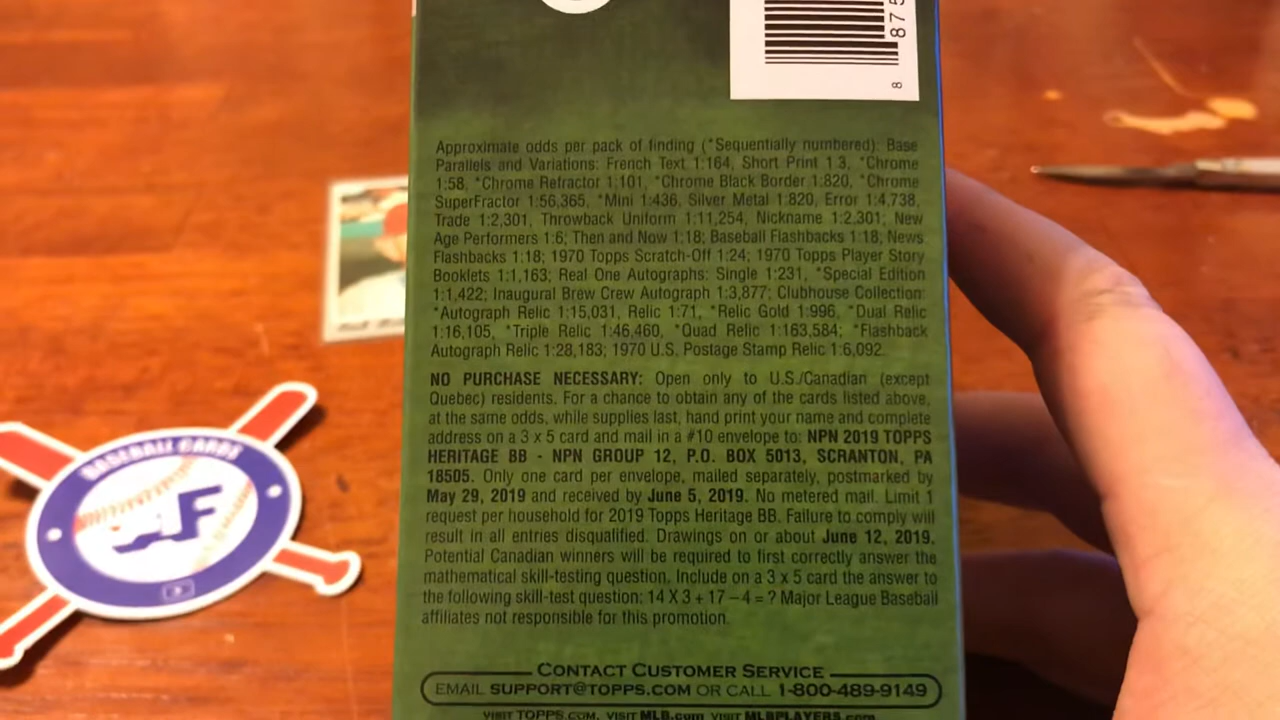 875
8
Approximate odds per pack of finding (*Sequentially numbered): Base
Parallels and Variations: French Text 1:164, Short Print 1:3, *Chrome
1:58, *Chrome Refractor 1:101, *Chrome Black Border 1:820, *Chrome
SuperFractor 1:56,365, *Mini 1:436, Silver Metal 1:820, Error 1:4,738,
Trade 1:2,301, Throwback Uniform 1:11,254, Nickname 1:2,301; New
Age Performers 1:6; Then and Now 1:18; Baseball Flashbacks 1:18; News
Flashbacks 1:18; 1970 Topps Scratch-Off 1:24; 1970 Topps Player Story
Booklets 1:1,163; Real One Autographs: Single 1:231, *Special Edition
1:1,422; Inaugural Brew Crew Autograph 1:3,877; Clubhouse Collection:
*Autograph Relic 1:15,031, Relic 1:71, *Relic Gold 1:996, *Dual Relic
1:16,105, *Triple Relic 1:46,460, *Quad Relic 1:163,584; *Flashback
Autograph Relic 1:28,183; 1970 U.S. Postage Stamp Relic 1:6,092.
NO PURCHASE NECESSARY: Open only to U.S./Canadian (except
Quebec) residents. For a chance to obtain any of the cards listed above,
at the same odds, while supplies last, hand print your name and complete
address on a 3 x 5 card and mail in a #10 envelope to: NPN 2019 TOPPS
HERITAGE BB - NPN GROUP 12, P.O. BOX 5013, SCRANTON, PA
18505. Only one card per envelope, mailed separately, postmarked by
May 29, 2019 and received by June 5, 2019. No metered mail. Limit 1
request per household for 2019 Topps Heritage BB. Failure to comply will
result in all entries disqualified. Drawings on or about June 12, 2019.
Potential Canadian winners will be required to first correctly answer the
mathematical skill-testing question. Include on a 3 x 5 card the answer to
the following skill-test question: 14 X 3 + 17 – 4 = ? Major League Baseball
affiliates not responsible for this promotion.
CONTACT CUSTOMER SERVICE
EMAIL SUPPORT@TOPPS.COM OR CALL 1-800-489-9149
VISIT TOPPS.COM, VISIT MLB.com VISIT MLBPLAYERS.com
BASEBALL CARDS
F